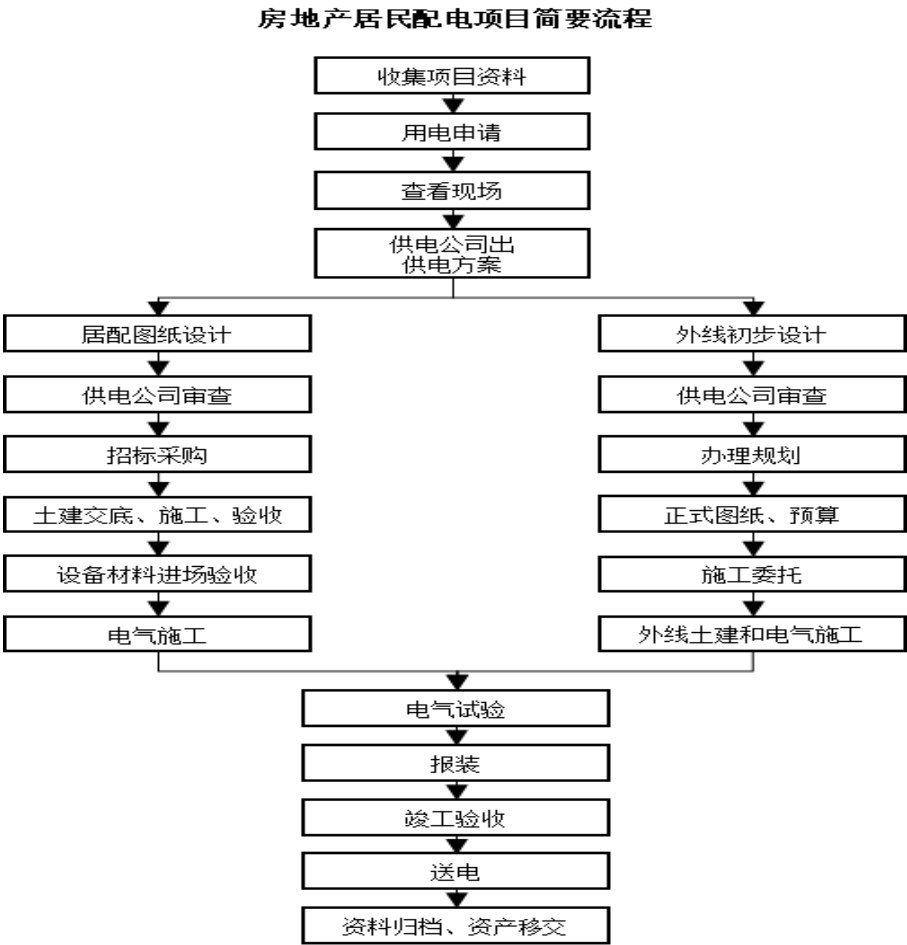 房地产居民配电项目简要流程
收集项目资料
用电申请
查看现场
供电公司出
供电方案
居配图纸设计
供电公司审查
招标采购
土建交底、施工、验收
设备材料进场验收
电气施工
外线初步设计
供电公司审查
办理规划
正式图纸、预算
施工委托
外线土建和电气施工
电气试验
报装
竣工验收
送电
资料归档、资产移交